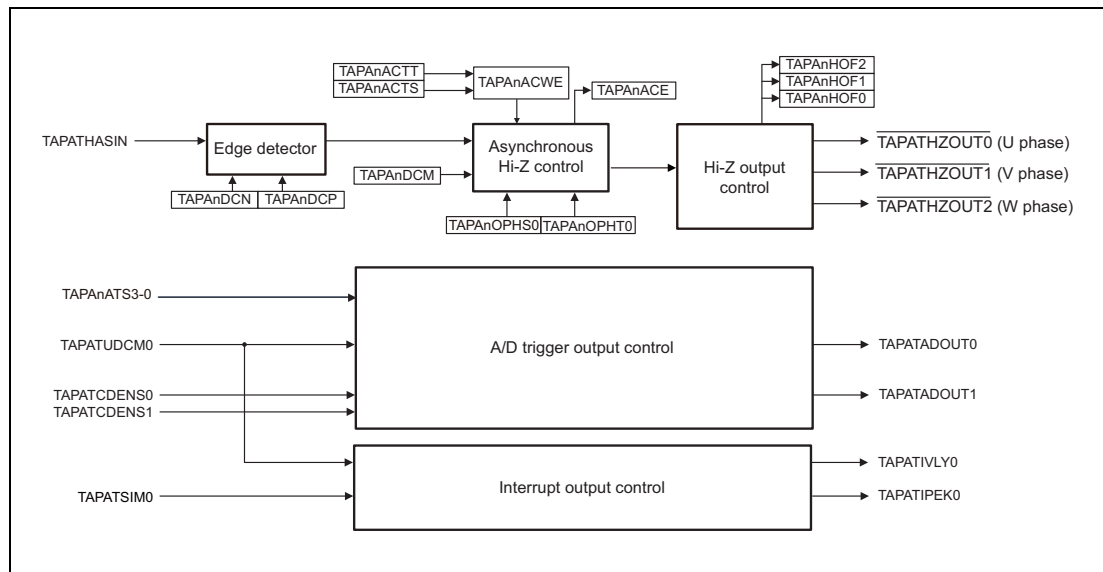 TAPAnHOF2
TAPAnACTT
TAPAnACWE
TAPAnACE
TAPAnHOF1
TAPAnACTS
TAPAnHOF0
TAPATHASIN
Edge detector
Asynchronous
Hi-Z control
Hi-Z output
control
TAPATHZOUT0 (U phase)
TAPAnDCM
TAPATHZOUT1 (V phase)
TAPAnDCN
TAPAnDCP
TAPATHZOUT2 (W phase)
TAPAnOPHS0
TAPAnOPHT0
TAPAnATS3-0
TAPATUDCM0
A/D trigger output control
TAPATADOUT0
TAPATCDENS0
TAPATADOUT1
TAPATCDENS1
TAPATIVLY0
TAPATSIM0
Interrupt output control
TAPATIPEK0